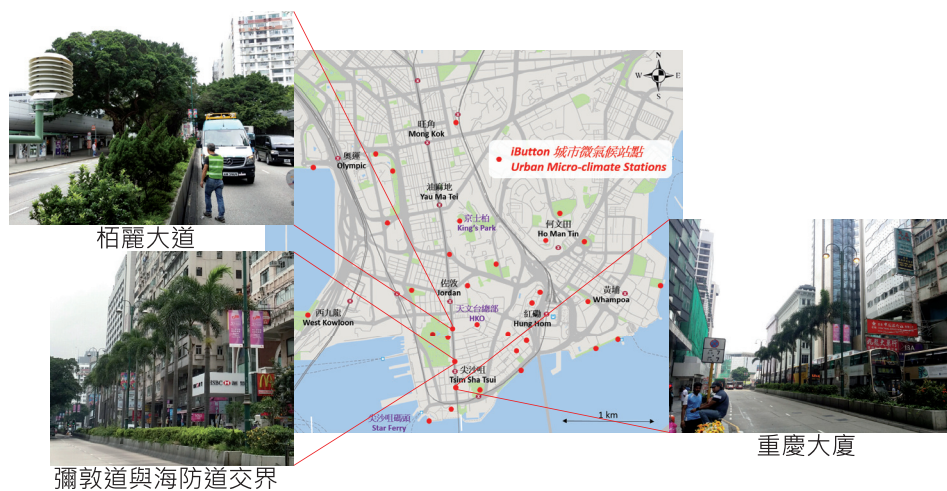 栢麗大道
彌敦道與海防道交界
重慶大廈
N
W
E
S
iButton 城市微氣候站點
Urban Micro-climate Stations
旺角
Mong Kok
奧運
Olympic
油麻地
Yau Ma Tei
京士柏
King's Park
何文田
Ho Man Tin
佐敦
Jordan
黃埔
Whampoa
天文台總部
HKO
西九龍
West Kowloon
紅磡
Hung Hom
尖沙咀
Tsim Sha Tsui
尖沙咀碼頭
Star Ferry
1 km
HSBC